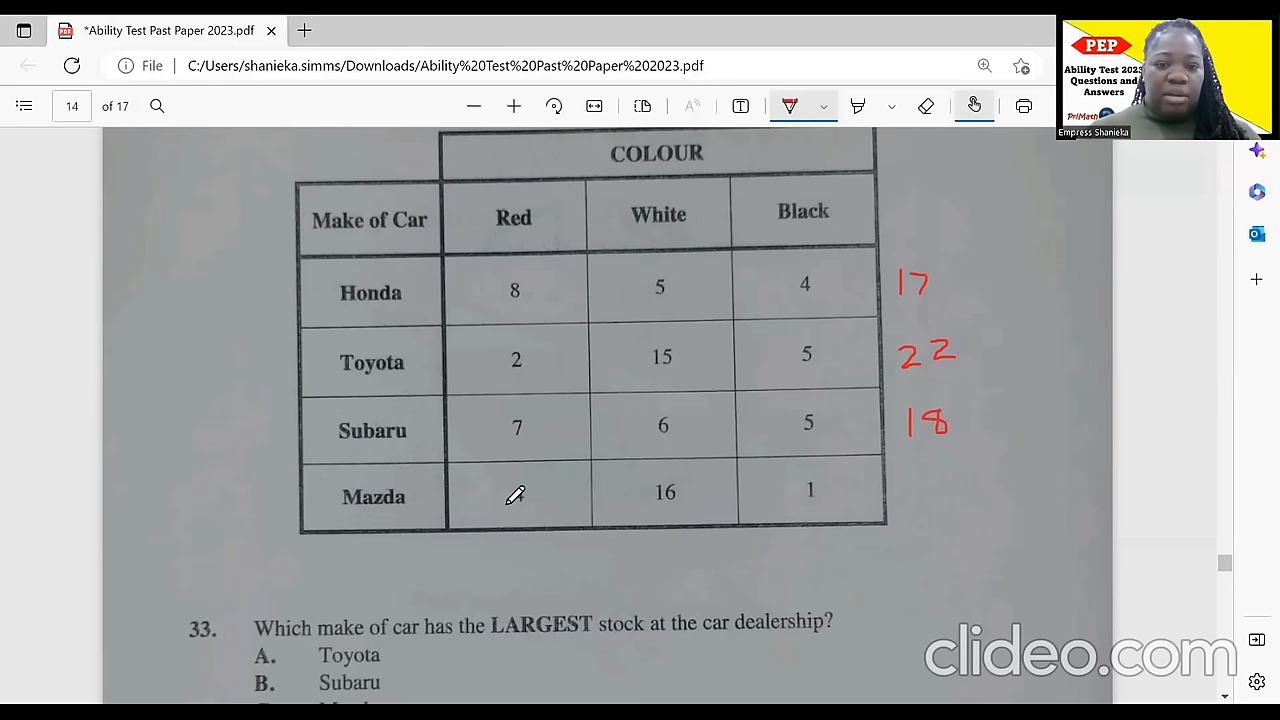 *Ability Test Past Paper 2023.pdf
File C:/Users/shanieka.simms/Downloads/Ability%20Test%20Past%20Paper%202023.pdf
14 of 17
PEP
Ability Test 2023
Questions and
Answers
PriMath
Empress Shanieka
COLOUR
Make of Car Red White Black
Honda 8 5 4 17
Toyota 2 15 5 22
Subaru 7 6 5 18
Mazda 16 1
33. Which make of car has the LARGEST stock at the car dealership?
A. Toyota
B. Subaru
clideo.com